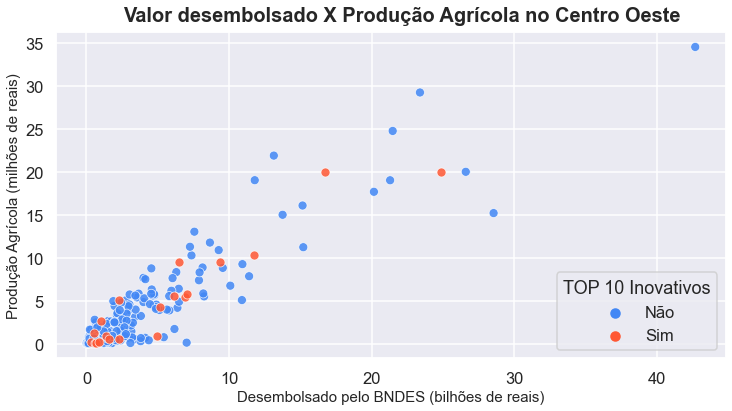 Valor desembolsado X Produção Agrícola no Centro Oeste
Produção Agrícola (milhões de reais)
35
30
25
20
15
10
5
0
0
10
20
30
40
Desembolsado pelo BNDES (bilhões de reais)
TOP 10 Inovativos
Não
Sim